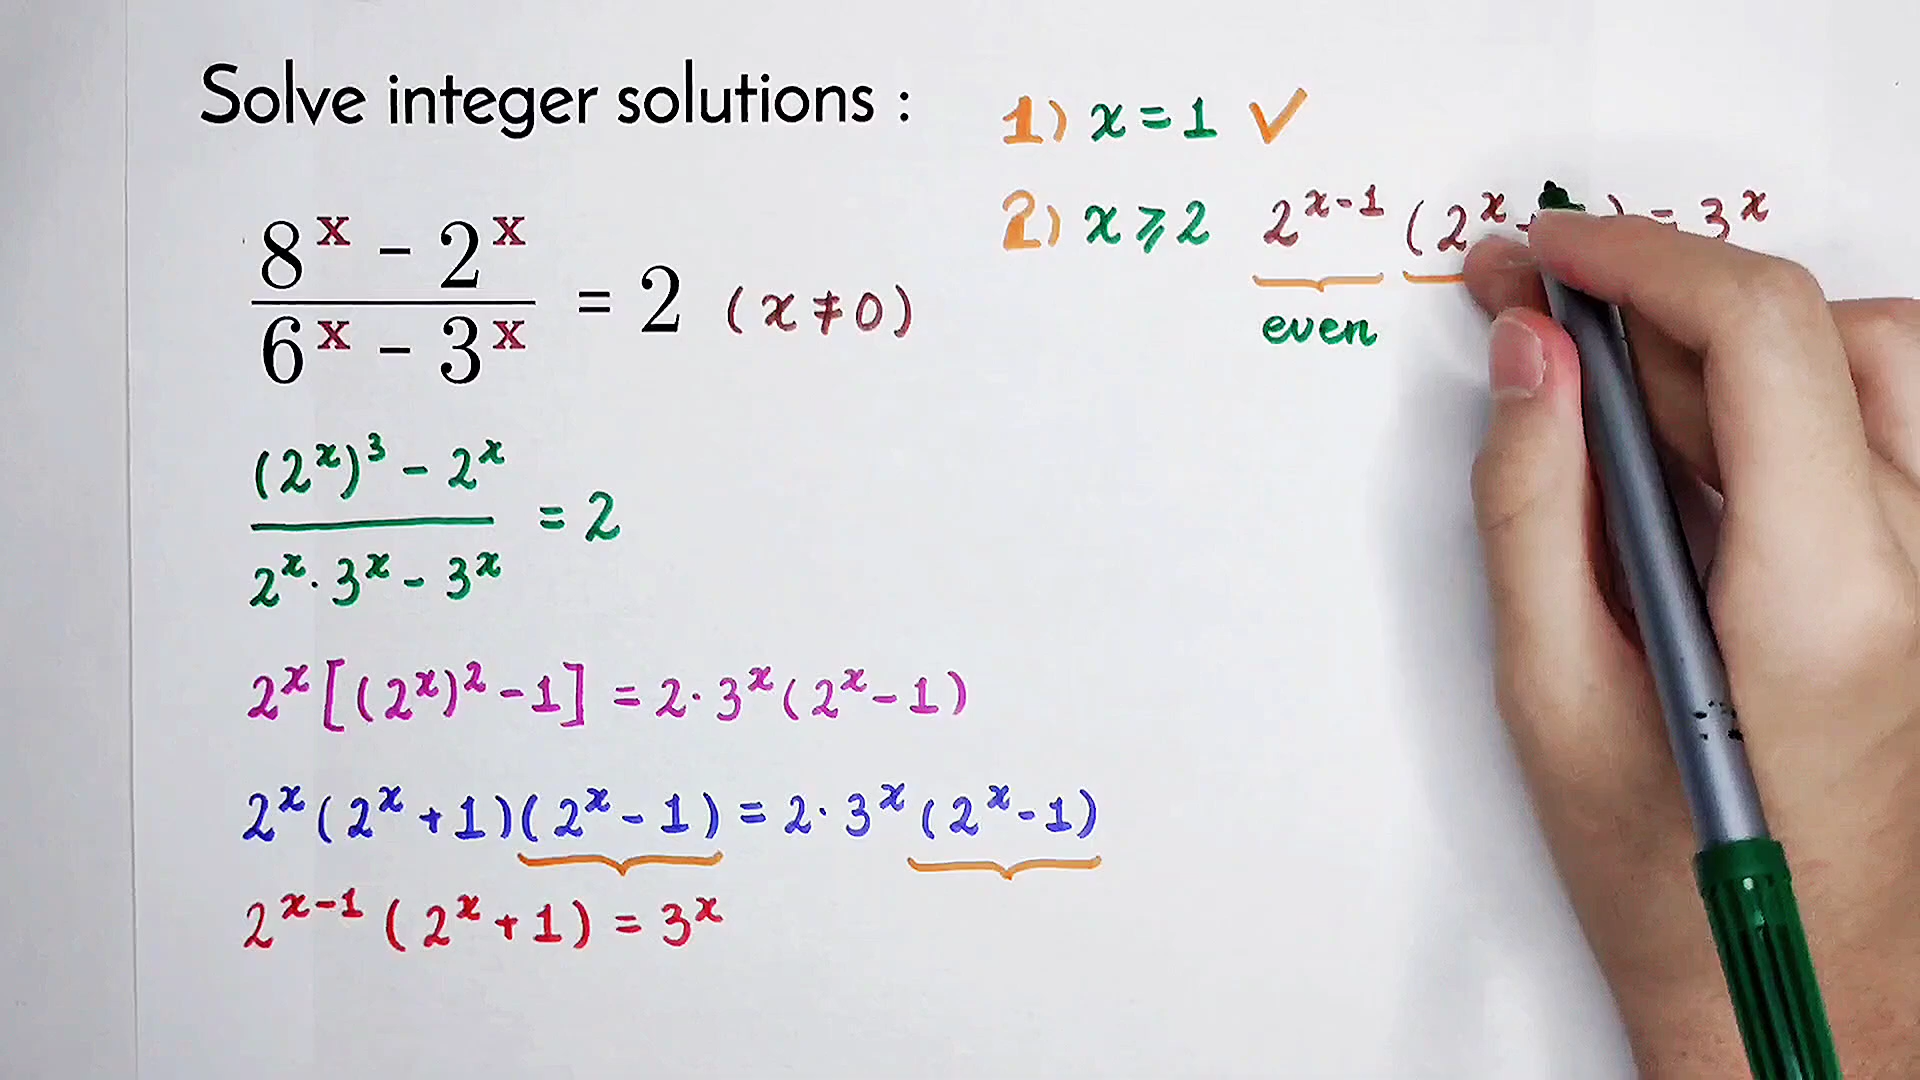 Solve integer solutions :
8^x - 2^x / 6^x - 3^x = 2 (x ≠ 0)
(2^x)^3 - 2^x / 2^x · 3^x - 3^x = 2
2^x [(2^x)^2 - 1] = 2 · 3^x (2^x - 1)
2^x (2^x + 1)(2^x - 1) = 2 · 3^x (2^x - 1)
2^(x-1) (2^x + 1) = 3^x
1) x = 1 ✓
2) x ⩾ 2 2^(x-1) (2^x ) = 3^x
even